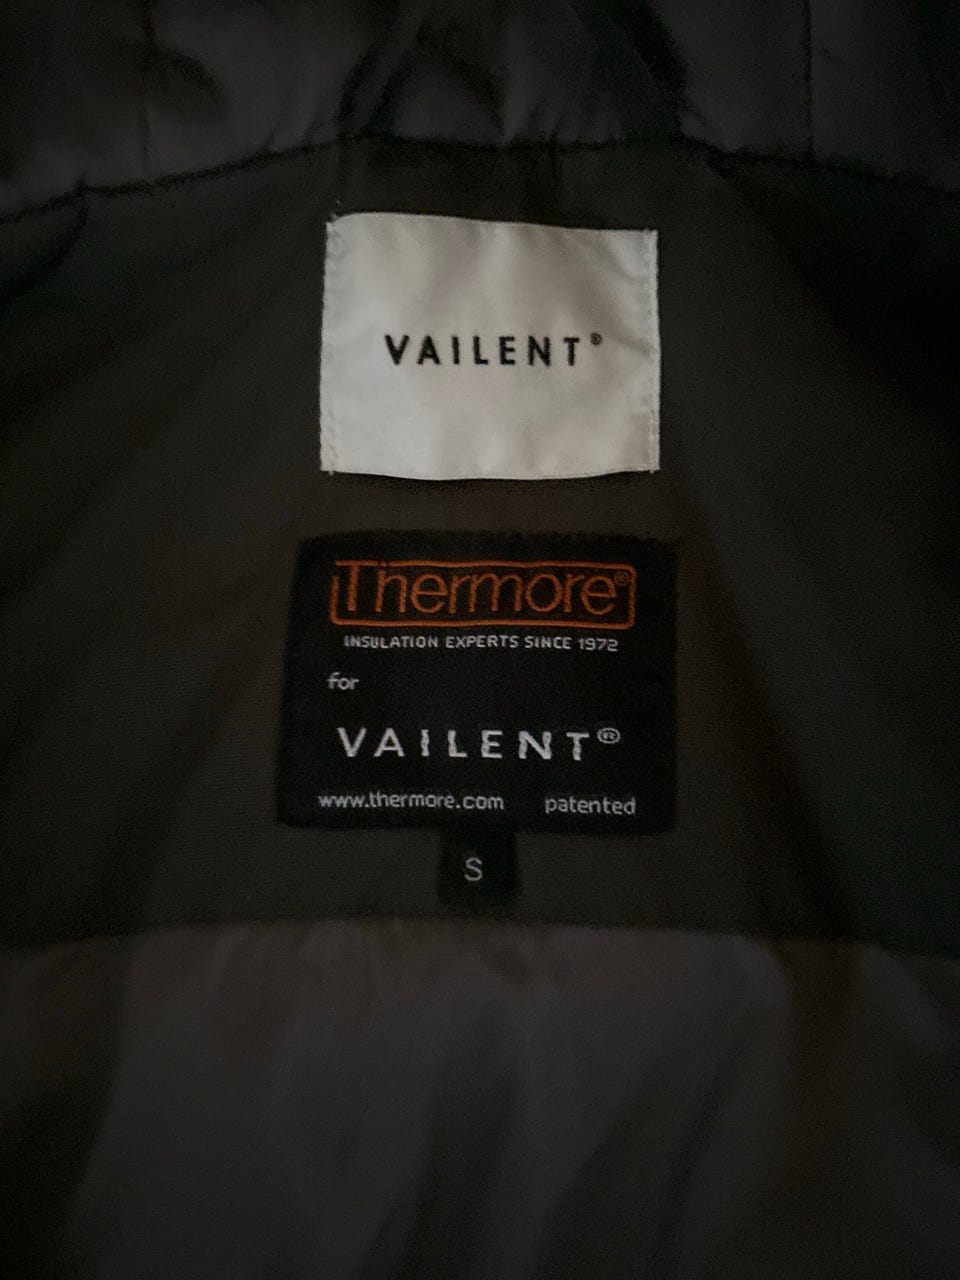 VAILENT®
Thermore®
INSULATION EXPERTS SINCE 1972
for
VAILENT®
www.thermore.com patented
S